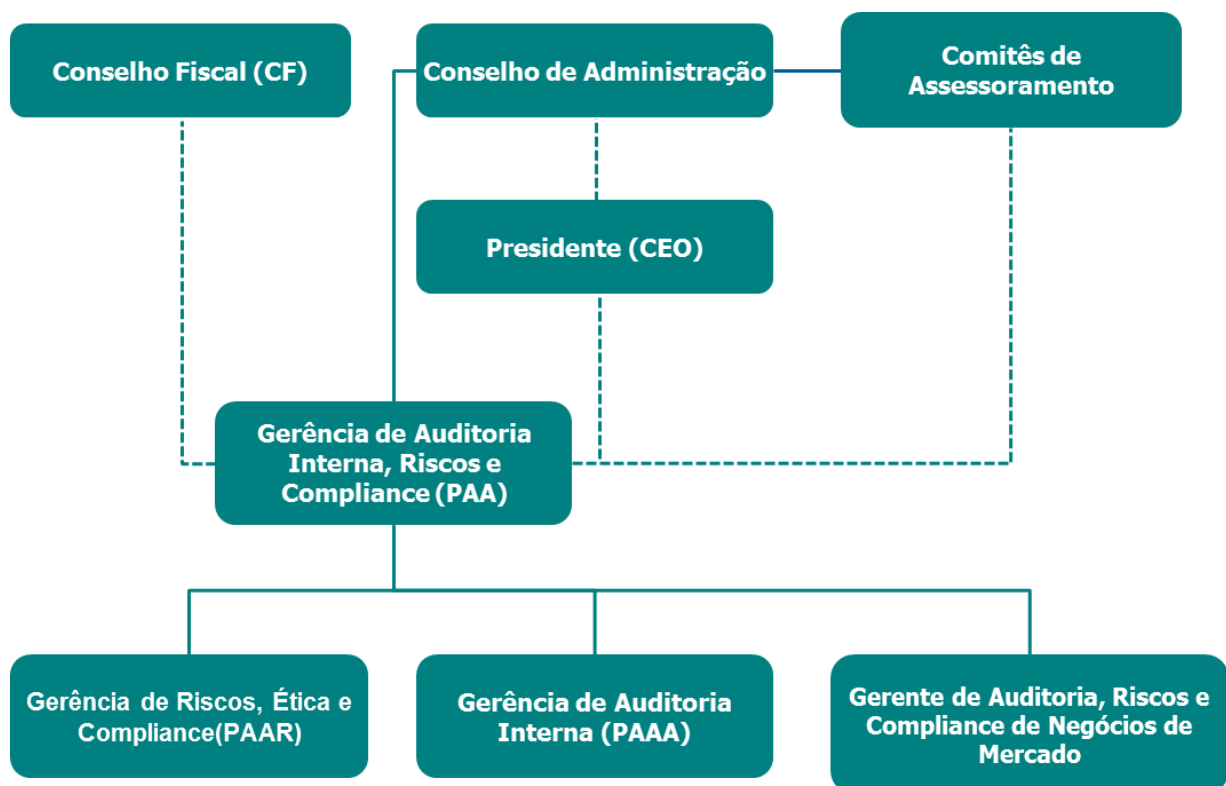 Conselho Fiscal (CF)
Conselho de Administração
Comitês de
Assessoramento
Presidente (CEO)
Gerência de Auditoria
Interna, Riscos e
Compliance (PAA)
Gerência de Riscos, Ética e
Compliance(PAAR)
Gerência de Auditoria
Interna (PAAA)
Gerente de Auditoria, Riscos e
Compliance de Negócios de
Mercado